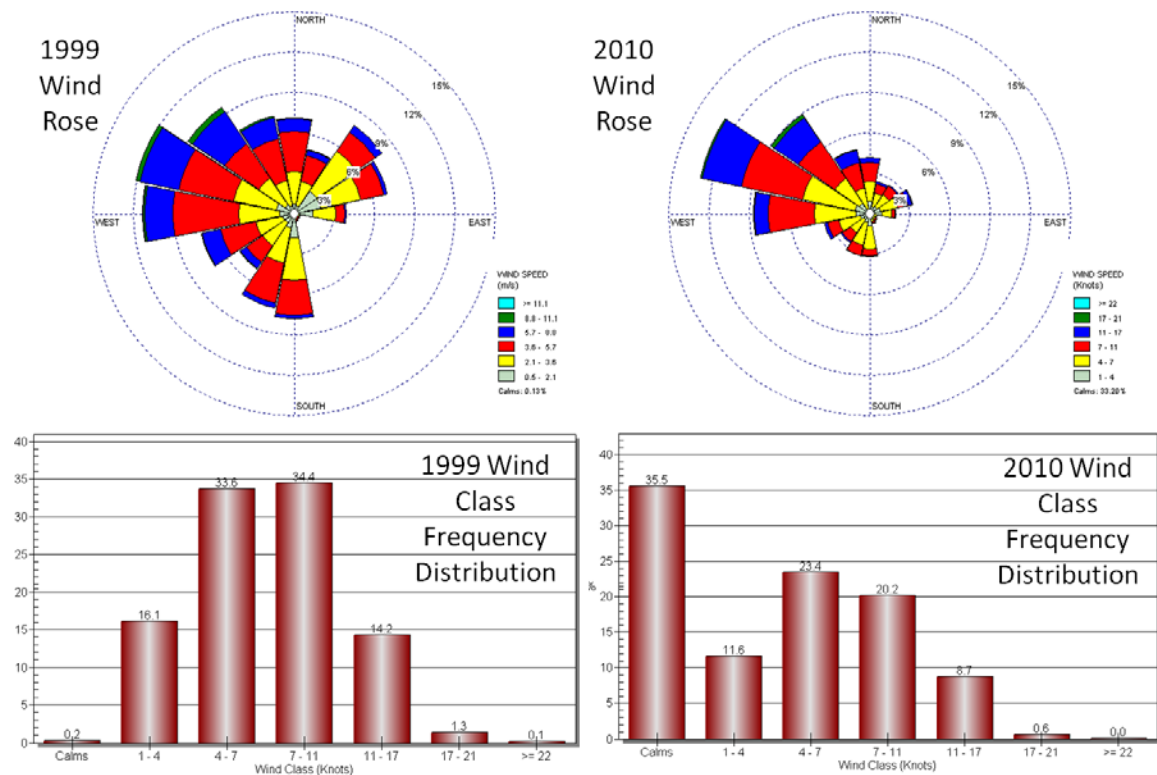 1999
Wind
Rose
NORTH
15%
12%
9%
6%
3%
WEST
EAST
SOUTH
WIND SPEED
(m/s)
>= 11.1
8.8 - 11.1
5.7 - 8.8
3.6 - 5.7
2.1 - 3.6
0.5 - 2.1
Calms: 0.13%
2010
Wind
Rose
NORTH
15%
12%
9%
6%
3%
WEST
EAST
SOUTH
WIND SPEED
(Knots)
>= 22
17 - 21
11 - 17
7 - 11
4 - 7
1 - 4
Calms: 33.20%
1999 Wind
Class
Frequency
Distribution
40
35
30
25
20
15
10
5
0
0.2
16.1
33.6
34.4
14.2
1.3
0.1
Calms 1 - 4 4 - 7 7 - 11 11 - 17 17 - 21 >= 22
Wind Class (Knots)
2010 Wind
Class
Frequency
Distribution
%
40
35
30
25
20
15
10
5
0
35.5
11.6
23.4
20.2
8.7
0.6
0.0
Calms 1 - 4 4 - 7 7 - 11 11 - 17 17 - 21 >= 22
Wind Class (Knots)